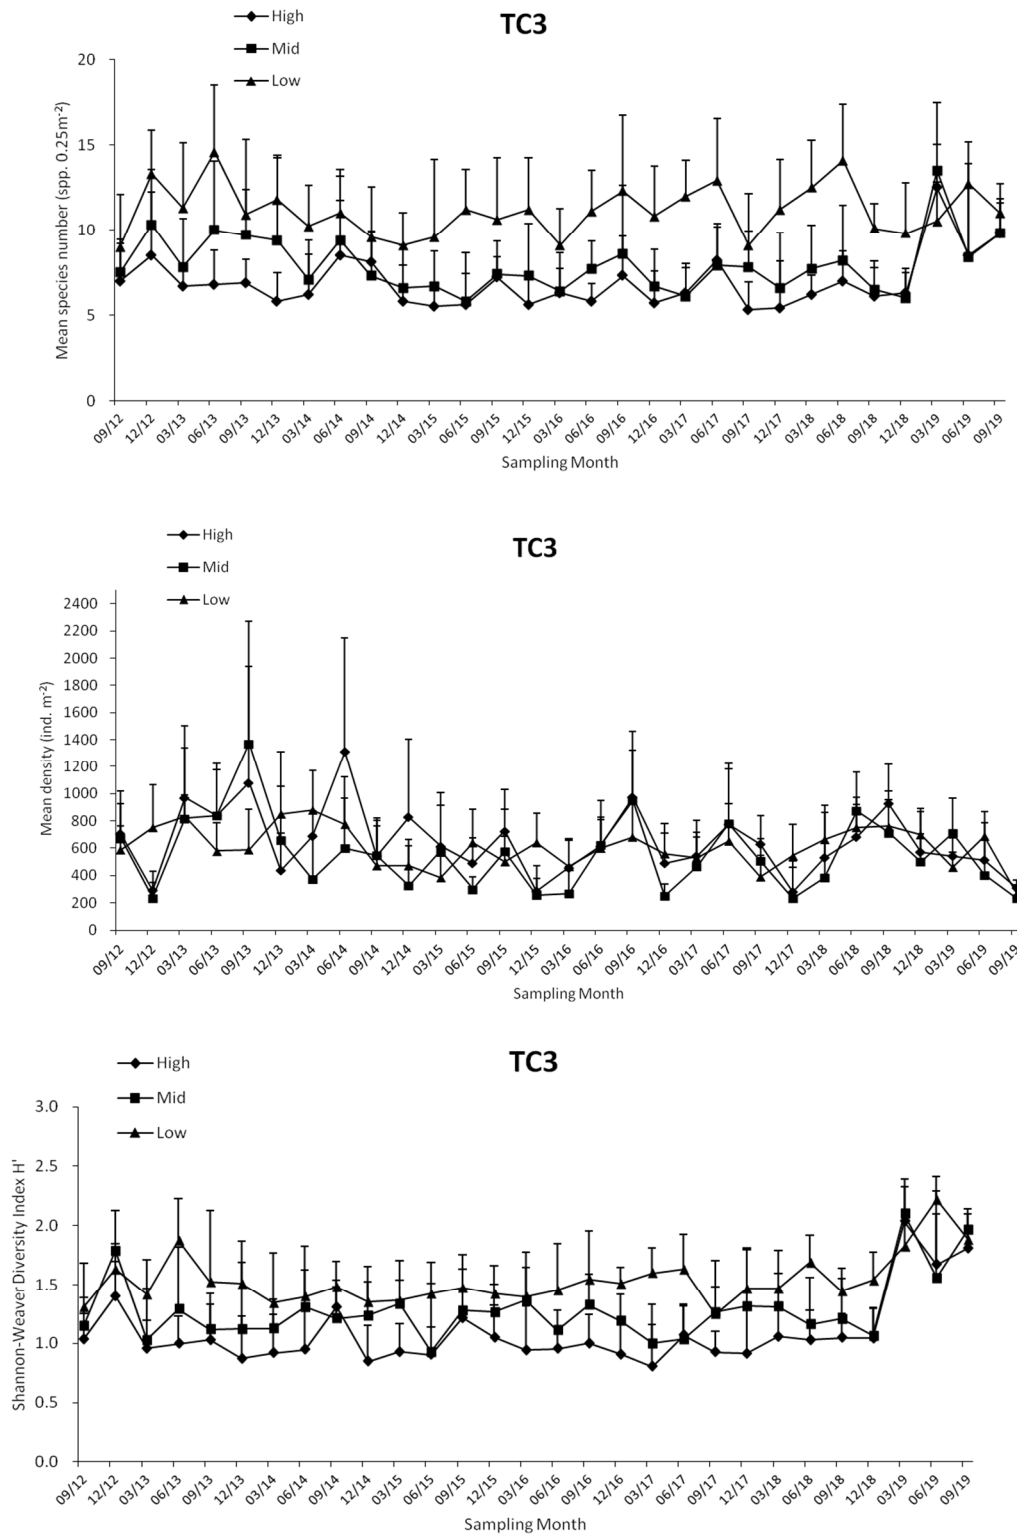 TC3
High
Mid
Low
Mean species number (spp. 0.25m⁻²)
20
15
10
5
0
09/12 12/12 03/13 06/13 09/13 12/13 03/14 06/14 09/14 12/14 03/15 06/15 09/15 12/15 03/16 06/16 09/16 12/16 03/17 06/17 09/17 12/17 03/18 06/18 09/18 12/18 03/19 06/19 09/19
Sampling Month
TC3
High
Mid
Low
Mean density (ind. m⁻²)
2400
2200
2000
1800
1600
1400
1200
1000
800
600
400
200
0
09/12 12/12 03/13 06/13 09/13 12/13 03/14 06/14 09/14 12/14 03/15 06/15 09/15 12/15 03/16 06/16 09/16 12/16 03/17 06/17 09/17 12/17 03/18 06/18 09/18 12/18 03/19 06/19 09/19
Sampling Month
TC3
High
Mid
Low
Shannon-Weaver Diversity Index H'
3.0
2.5
2.0
1.5
1.0
0.5
0.0
09/12 12/12 03/13 06/13 09/13 12/13 03/14 06/14 09/14 12/14 03/15 06/15 09/15 12/15 03/16 06/16 09/16 12/16 03/17 06/17 09/17 12/17 03/18 06/18 09/18 12/18 03/19 06/19 09/19
Sampling Month